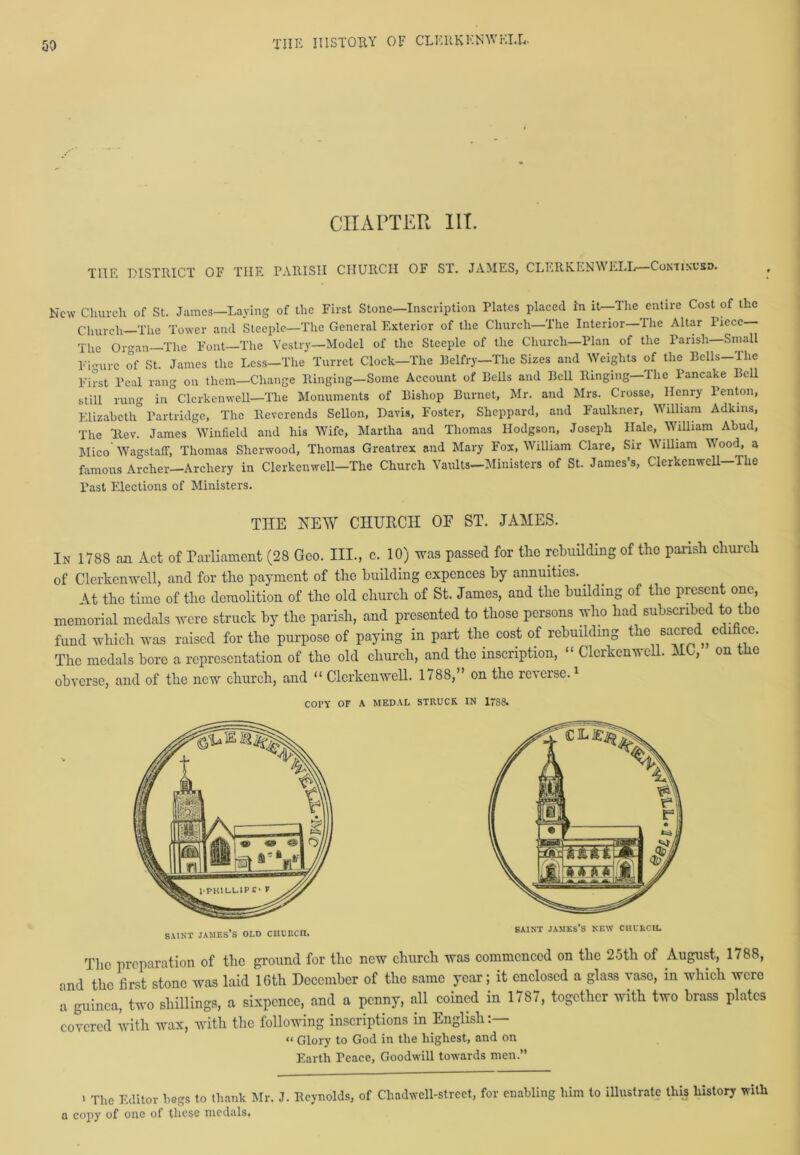 50
THE HISTORY OF CLERKENWELL.
CHAPTER III.
THE DISTRICT OF THE PARISH CHURCH OF ST. JAMES, CLERKENWELL—CONTINUED.
New Church of St. James—Laying of the First Stone—Inscription Plates placed in it—The entire Cost of the
Church—The Tower and Steeple—The General Exterior of the Church—The Interior—The Altar Piece—
The Organ—The Font—The Vestry—Model of the Steeple of the Church—Plan of the Parish—Small
Figure of St. James the Less—The Turret Clock—The Belfry—The Sizes and Weights of the Bells—The
First Peal rang on them—Change Ringing—Some Account of Bells and Bell Ringing—The Pancake Bell
still rung in Clerkenwell—The Monuments of Bishop Burnet, Mr. and Mrs. Crosse, Henry Penton,
Elizabeth Partridge, The Reverends Sellon, Davis, Foster, Sheppard, and Faulkner, William Adkins,
The Rev. James Winfield and his Wife, Martha and Thomas Hodgson, Joseph Hale, William Abud,
Mico Wagstaff, Thomas Sherwood, Thomas Greatrex and Mary Fox, William Clare, Sir William Wood, a
famous Archer—Archery in Clerkenwell—The Church Vaults—Ministers of St. James's, Clerkenwell—The
Past Elections of Ministers.
THE NEW CHURCH OF ST. JAMES.
In 1788 an Act of Parliament (28 Geo. III., c. 10) was passed for the rebuilding of the parish church
of Clerkenwell, and for the payment of the building expences by annuities.
At the time of the demolition of the old church of St. James, and the building of the present one,
memorial medals were struck by the parish, and presented to those persons who had subscribed to the
fund which was raised for the purpose of paying in part the cost of rebuilding the sacred edifice.
The medals bore a representation of the old church, and the inscription, “ Clerkenwell. MC,” on the
obverse, and of the new church, and “ Clerkenwell. 1788,” on the reverse. 1
COPY OF A MEDAL STRUCK IN 1788.
CLERKENWELL·MC
I·PHILLIPS·F
CLERKENWELL·1788
SAINT JAMES'S OLD CHURCH.
SAINT JAMES'S NEW CHURCH.
The preparation of the ground for the new church was commenced on the 25th of August, 1788,
and the first stone was laid 16th December of the same year; it enclosed a glass vase, in which were
a guinea, two shillings, a sixpence, and a penny, all coined in 1787, together with two brass plates
covered with wax, with the following inscriptions in English:—
“ Glory to God in the highest, and on
Earth Peace, Goodwill towards men.”
1 The Editor begs to thank Mr. J. Reynolds, of Chadwell-street, for enabling him to illustrate this history with
a copy of one of these medals.